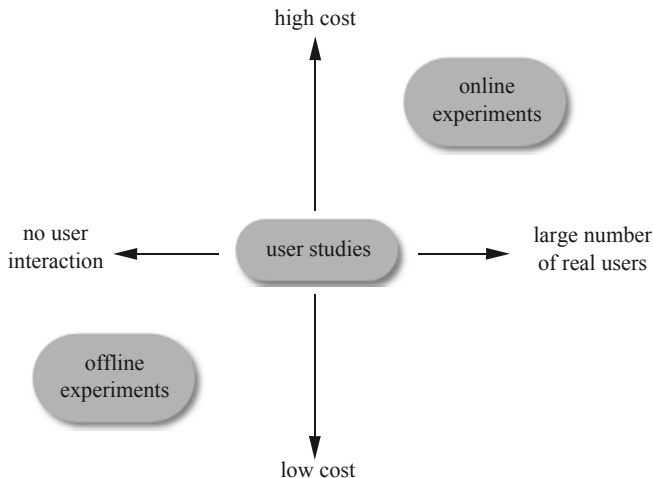 high cost
online
experiments
no user
interaction
user studies
large number
of real users
offline
experiments
low cost